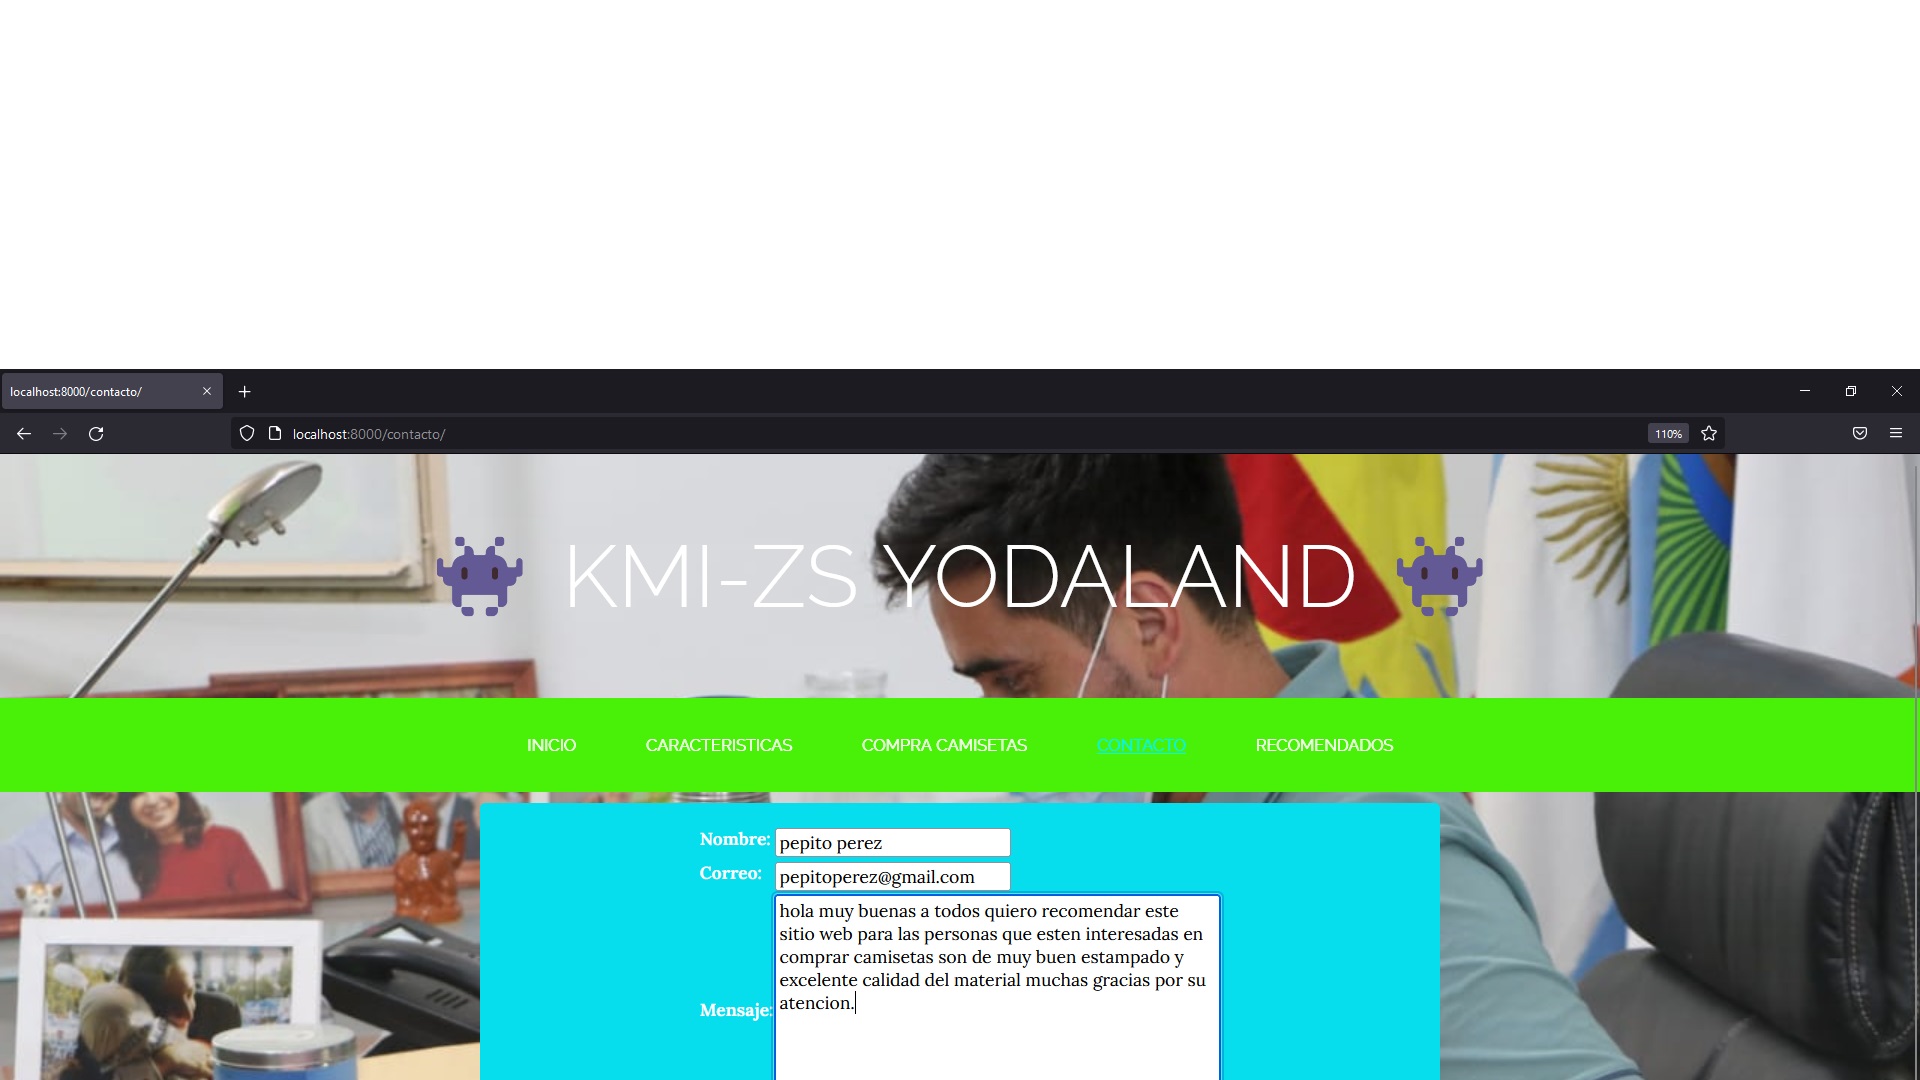 localhost:8000/contacto/
localhost:8000/contacto/
110%
KMI-ZS YODALAND
INICIO
CARACTERISTICAS
COMPRA CAMISETAS
CONTACTO
RECOMENDADOS
Nombre: pepito perez
Correo: pepitoperez@gmail.com
hola muy buenas a todos quiero recomendar este
sitio web para las personas que esten interesadas en
comprar camisetas son de muy buen estampado y
excelente calidad del material muchas gracias por su
atencion.
Mensaje: